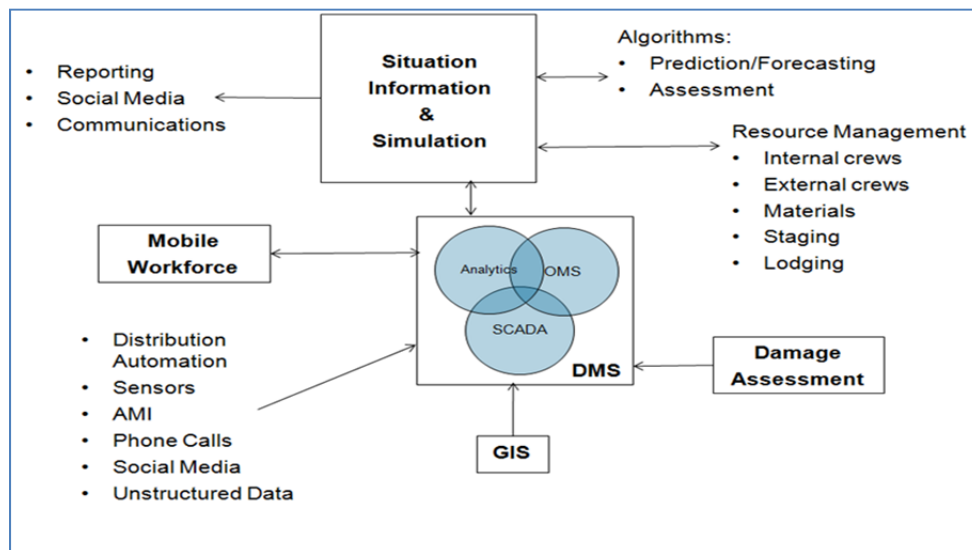 Situation
Information
&
Simulation
• Reporting
• Social Media
• Communications
Algorithms:
• Prediction/Forecasting
• Assessment
Resource Management
• Internal crews
• External crews
• Materials
• Staging
• Lodging
Mobile
Workforce
Analytics
OMS
SCADA
DMS
• Distribution
Automation
• Sensors
• AMI
• Phone Calls
• Social Media
• Unstructured Data
Damage
Assessment
GIS